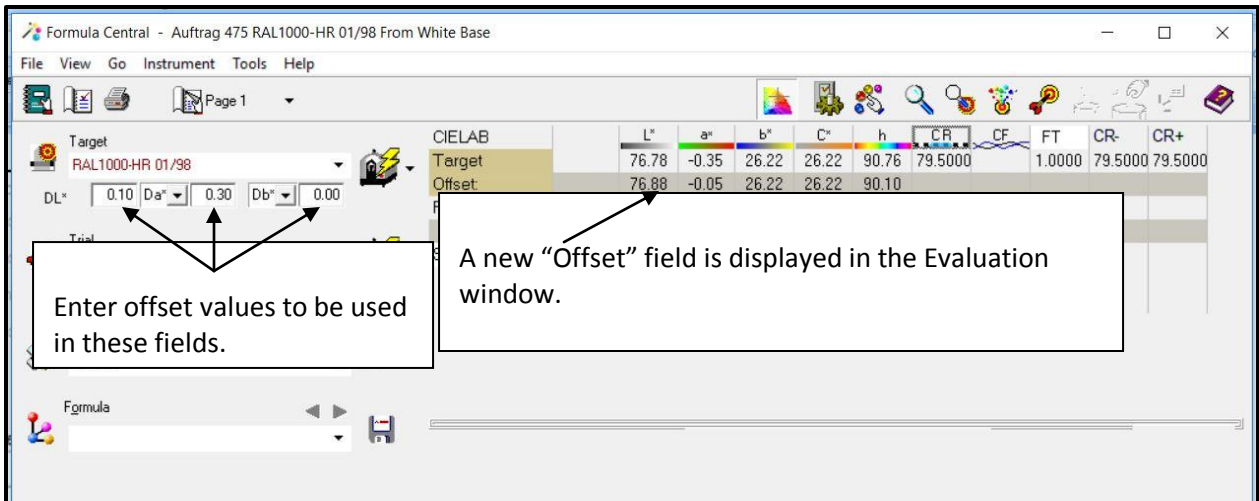 Formula Central - Auftrag 475 RAL1000-HR 01/98 From White Base
File View Go Instrument Tools Help
Page 1
Target
RAL1000-HR 01/98
DL* 0.10 Da* 0.30 Db* 0.00
CIELAB L* a* b* C* h CR CF FT CR- CR+
Target 76.78 -0.35 26.22 26.22 90.76 79.5000 1.0000 79.5000 79.5000
Offset: 76.88 -0.05 26.22 26.22 90.10
Trial
Enter offset values to be used
in these fields.
A new “Offset” field is displayed in the Evaluation
window.
Formula